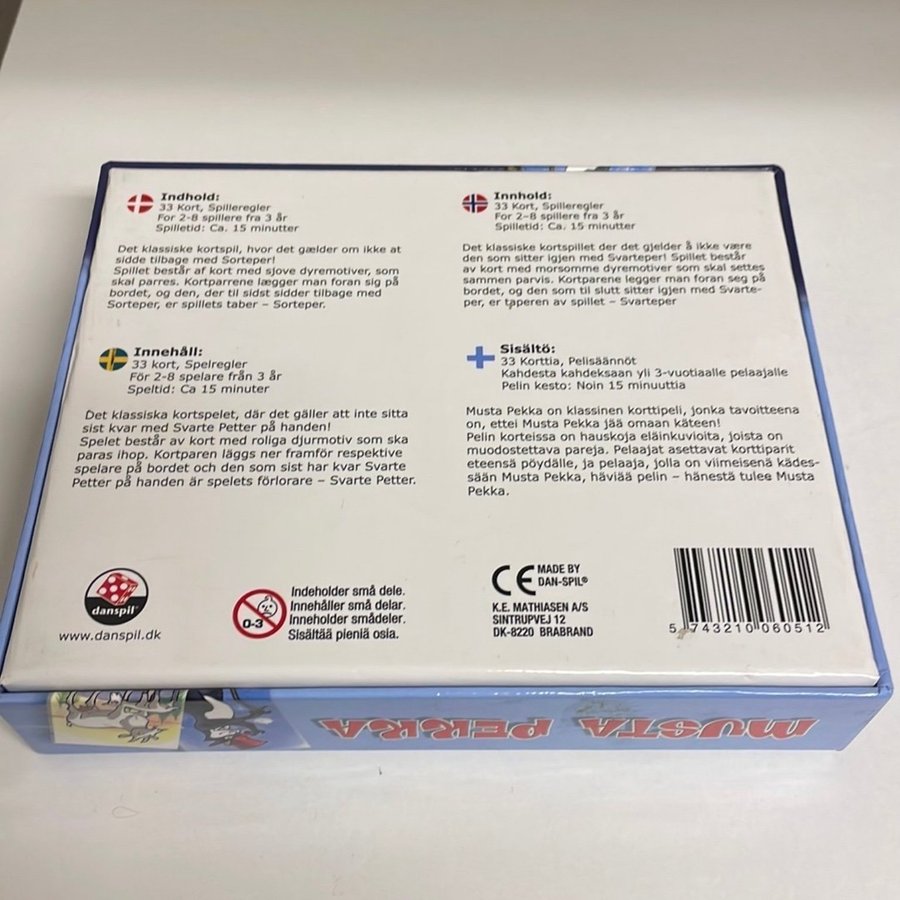 Indhold:
33 Kort, Spilleregler
For 2-8 spillere fra 3 år
Spilletid: Ca. 15 minutter
Det klassiske kortspil, hvor det gælder om ikke at
sidde tilbage med Sorteper!
Spillet består af kort med sjove dyremotiver, som
skal parres. Kortparrene lægger man foran sig på
bordet, og den, der til sidst sidder tilbage med
Sorteper, er spillets taber – Sorteper.
Innhold:
33 Kort, Spilleregler
For 2-8 spillere fra 3 år
Spilletid: Ca. 15 minutter
Det klassiske kortspillet der det gjelder å ikke være
den som sitter igjen med Svarteper! Spillet består
av kort med morsomme dyremotiver som skal settes
sammen parvis. Kortparene legger man foran seg på
bordet, og den som til slutt sitter igjen med Svarte-
per, er taperen av spillet – Svarteper
Innehåll:
33 kort, Spelregler
För 2-8 spelare från 3 år
Speltid: Ca 15 minuter
Det klassiska kortspelet, där det gäller att inte sitta
sist kvar med Svarte Petter på handen!
Spelet består av kort med roliga djurmotiv som ska
paras ihop. Kortparen läggs ner framför respektive
spelare på bordet och den som sist har kvar Svarte
Petter på handen är spelets förlorare – Svarte Petter.
Sisältö:
33 Korttia, Pelisäännöt
Kahdesta kahdeksaan yli 3-vuotiaalle pelaajalle
Pelin kesto: Noin 15 minuuttia
Musta Pekka on klassinen korttipeli, jonka tavoitteena
on, ettei Musta Pekka jää omaan käteen!
Pelin korteissa on hauskoja eläinkuvioita, joista on
muodostettava pareja. Pelaajat asettavat korttiparit
eteensä pöydälle, ja pelaaja, jolla on viimeisenä kädes-
sään Musta Pekka, häviää pelin – hänestä tulee Musta
Pekka.
danspil®
www.danspil.dk
0-3
Indeholder små dele.
Innehåller små delar.
Inneholder smådeler.
Sisältää pieniä osia.
CE
MADE BY
DAN-SPIL®
K.E. MATHIASEN A/S
SINTRUPVEJ 12
DK-8220 BRABRAND
5 743210 060512
MUSTA PEKKA